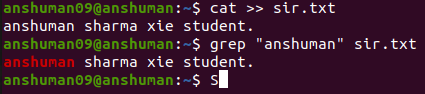 anshuman09@anshuman:~$ cat >> sir.txt
anshuman sharma xie student.
anshuman09@anshuman:~$ grep "anshuman" sir.txt
anshuman sharma xie student.
anshuman09@anshuman:~$ S